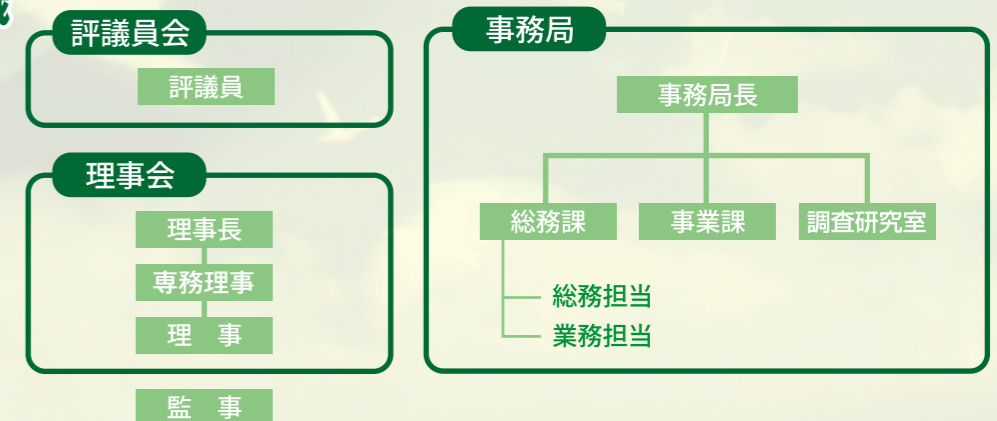 評議員会
評議員
理事会
理事長
専務理事
理　事
監　事
事務局
事務局長
総務課
事業課
調査研究室
総務担当
業務担当